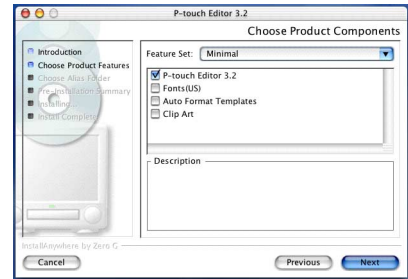 P-touch Editor 3.2
Choose Product Components
Introduction
Choose Product Features
Choose Alias Folder
Pre-Installation Summary
Installing...
Install Complete
Feature Set: Minimal
P-touch Editor 3.2
Fonts(US)
Auto Format Templates
Clip Art
Description
InstallAnywhere by Zero G
Cancel
Previous
Next